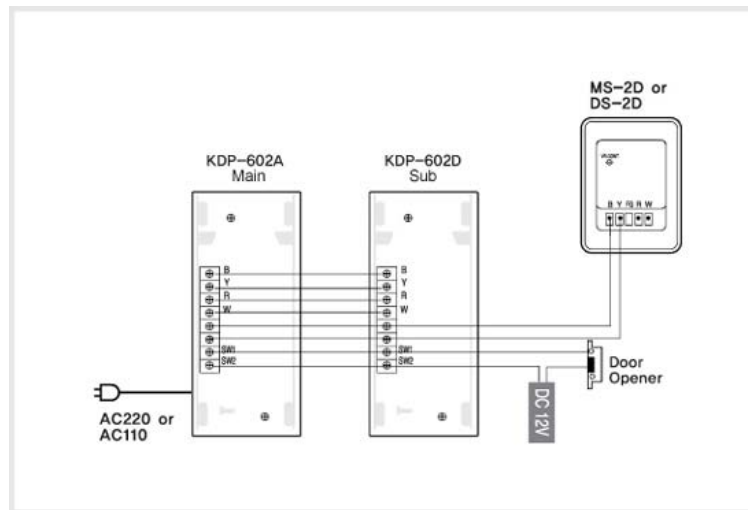 MS-2D or
DS-2D
KDP-602A
Main
KDP-602D
Sub
B Y R W
B
Y
R
W
SW1
SW2
B
Y
R
W
SW1
SW2
Door
Opener
DC 12V
AC220 or
AC110